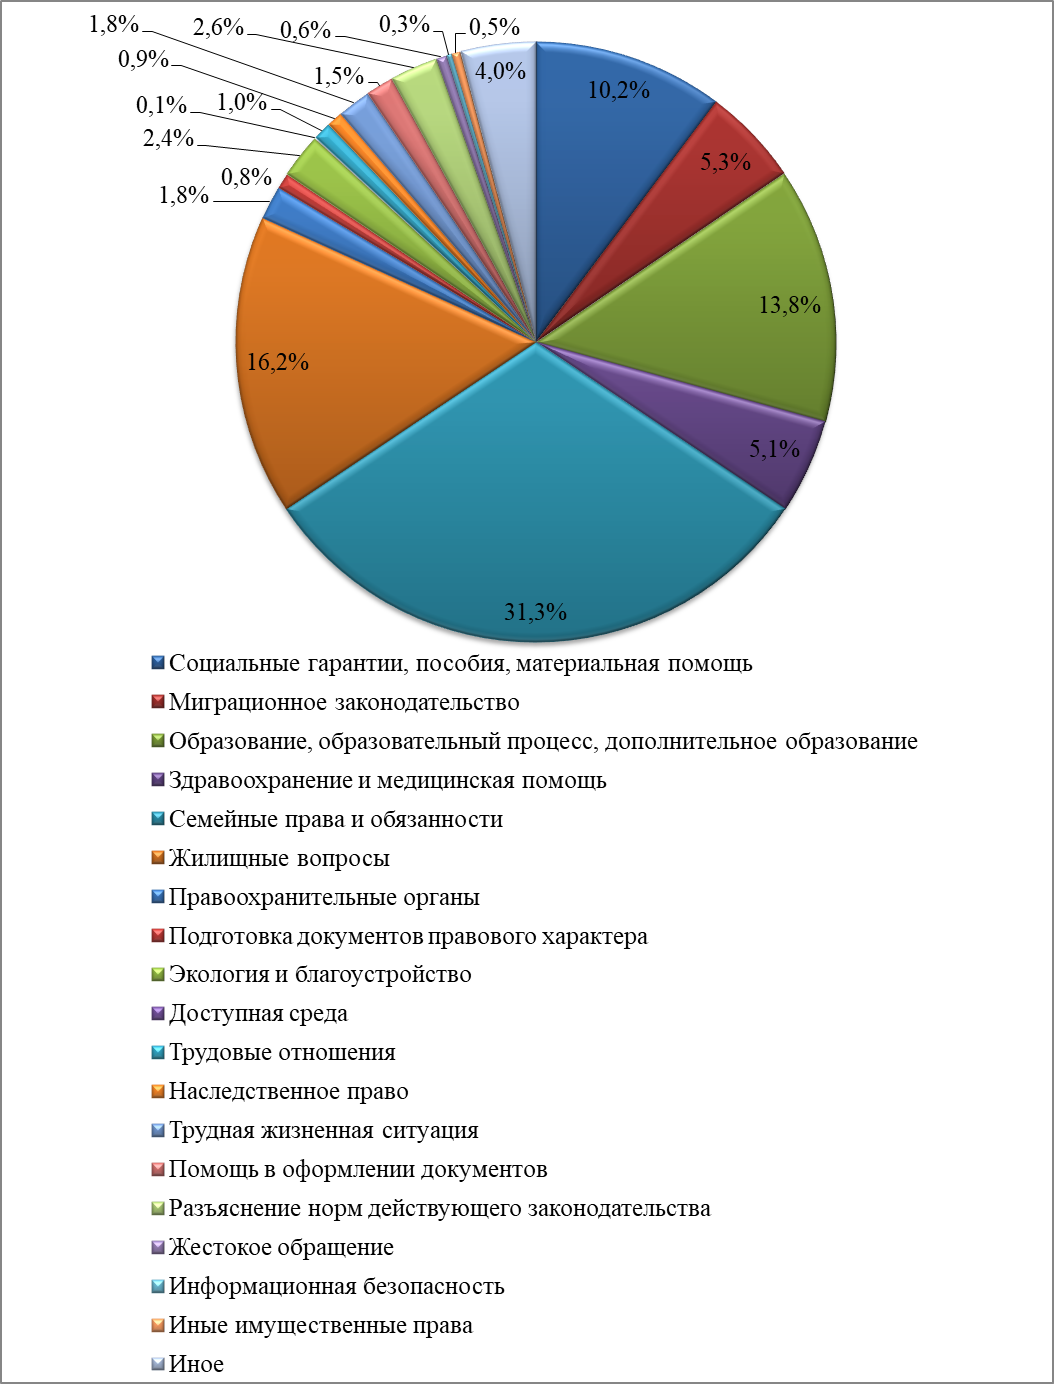 1,8%
2,6%
0,6%
0,3%
0,5%
0,9%
1,5%
4,0%
10,2%
0,1%
1,0%
2,4%
5,3%
0,8%
1,8%
13,8%
16,2%
5,1%
31,3%
Социальные гарантии, пособия, материальная помощь
Миграционное законодательство
Образование, образовательный процесс, дополнительное образование
Здравоохранение и медицинская помощь
Семейные права и обязанности
Жилищные вопросы
Правоохранительные органы
Подготовка документов правового характера
Экология и благоустройство
Доступная среда
Трудовые отношения
Наследственное право
Трудная жизненная ситуация
Помощь в оформлении документов
Разъяснение норм действующего законодательства
Жестокое обращение
Информационная безопасность
Иные имущественные права
Иное